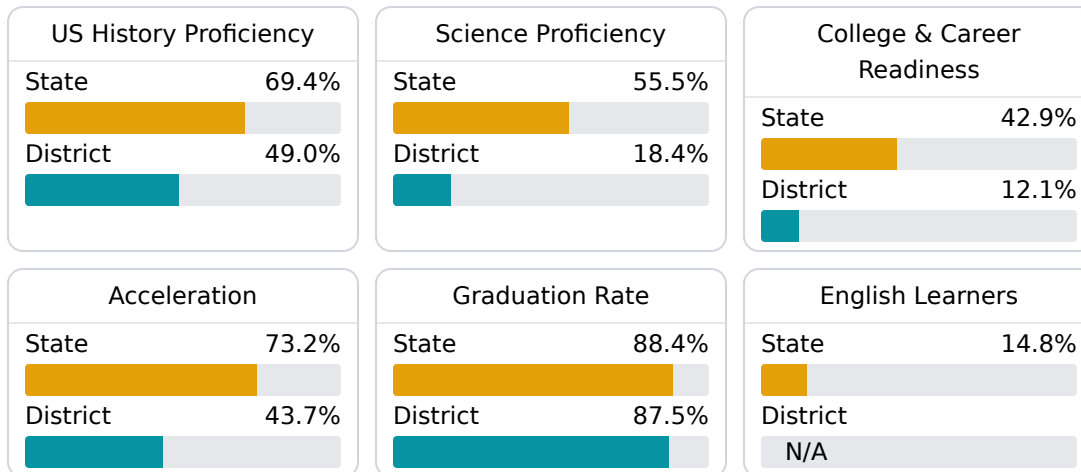 US History Proficiency
State 69.4%
District 49.0%
Science Proficiency
State 55.5%
District 18.4%
College & Career
Readiness
State 42.9%
District 12.1%
Acceleration
State 73.2%
District 43.7%
Graduation Rate
State 88.4%
District 87.5%
English Learners
State 14.8%
District
N/A